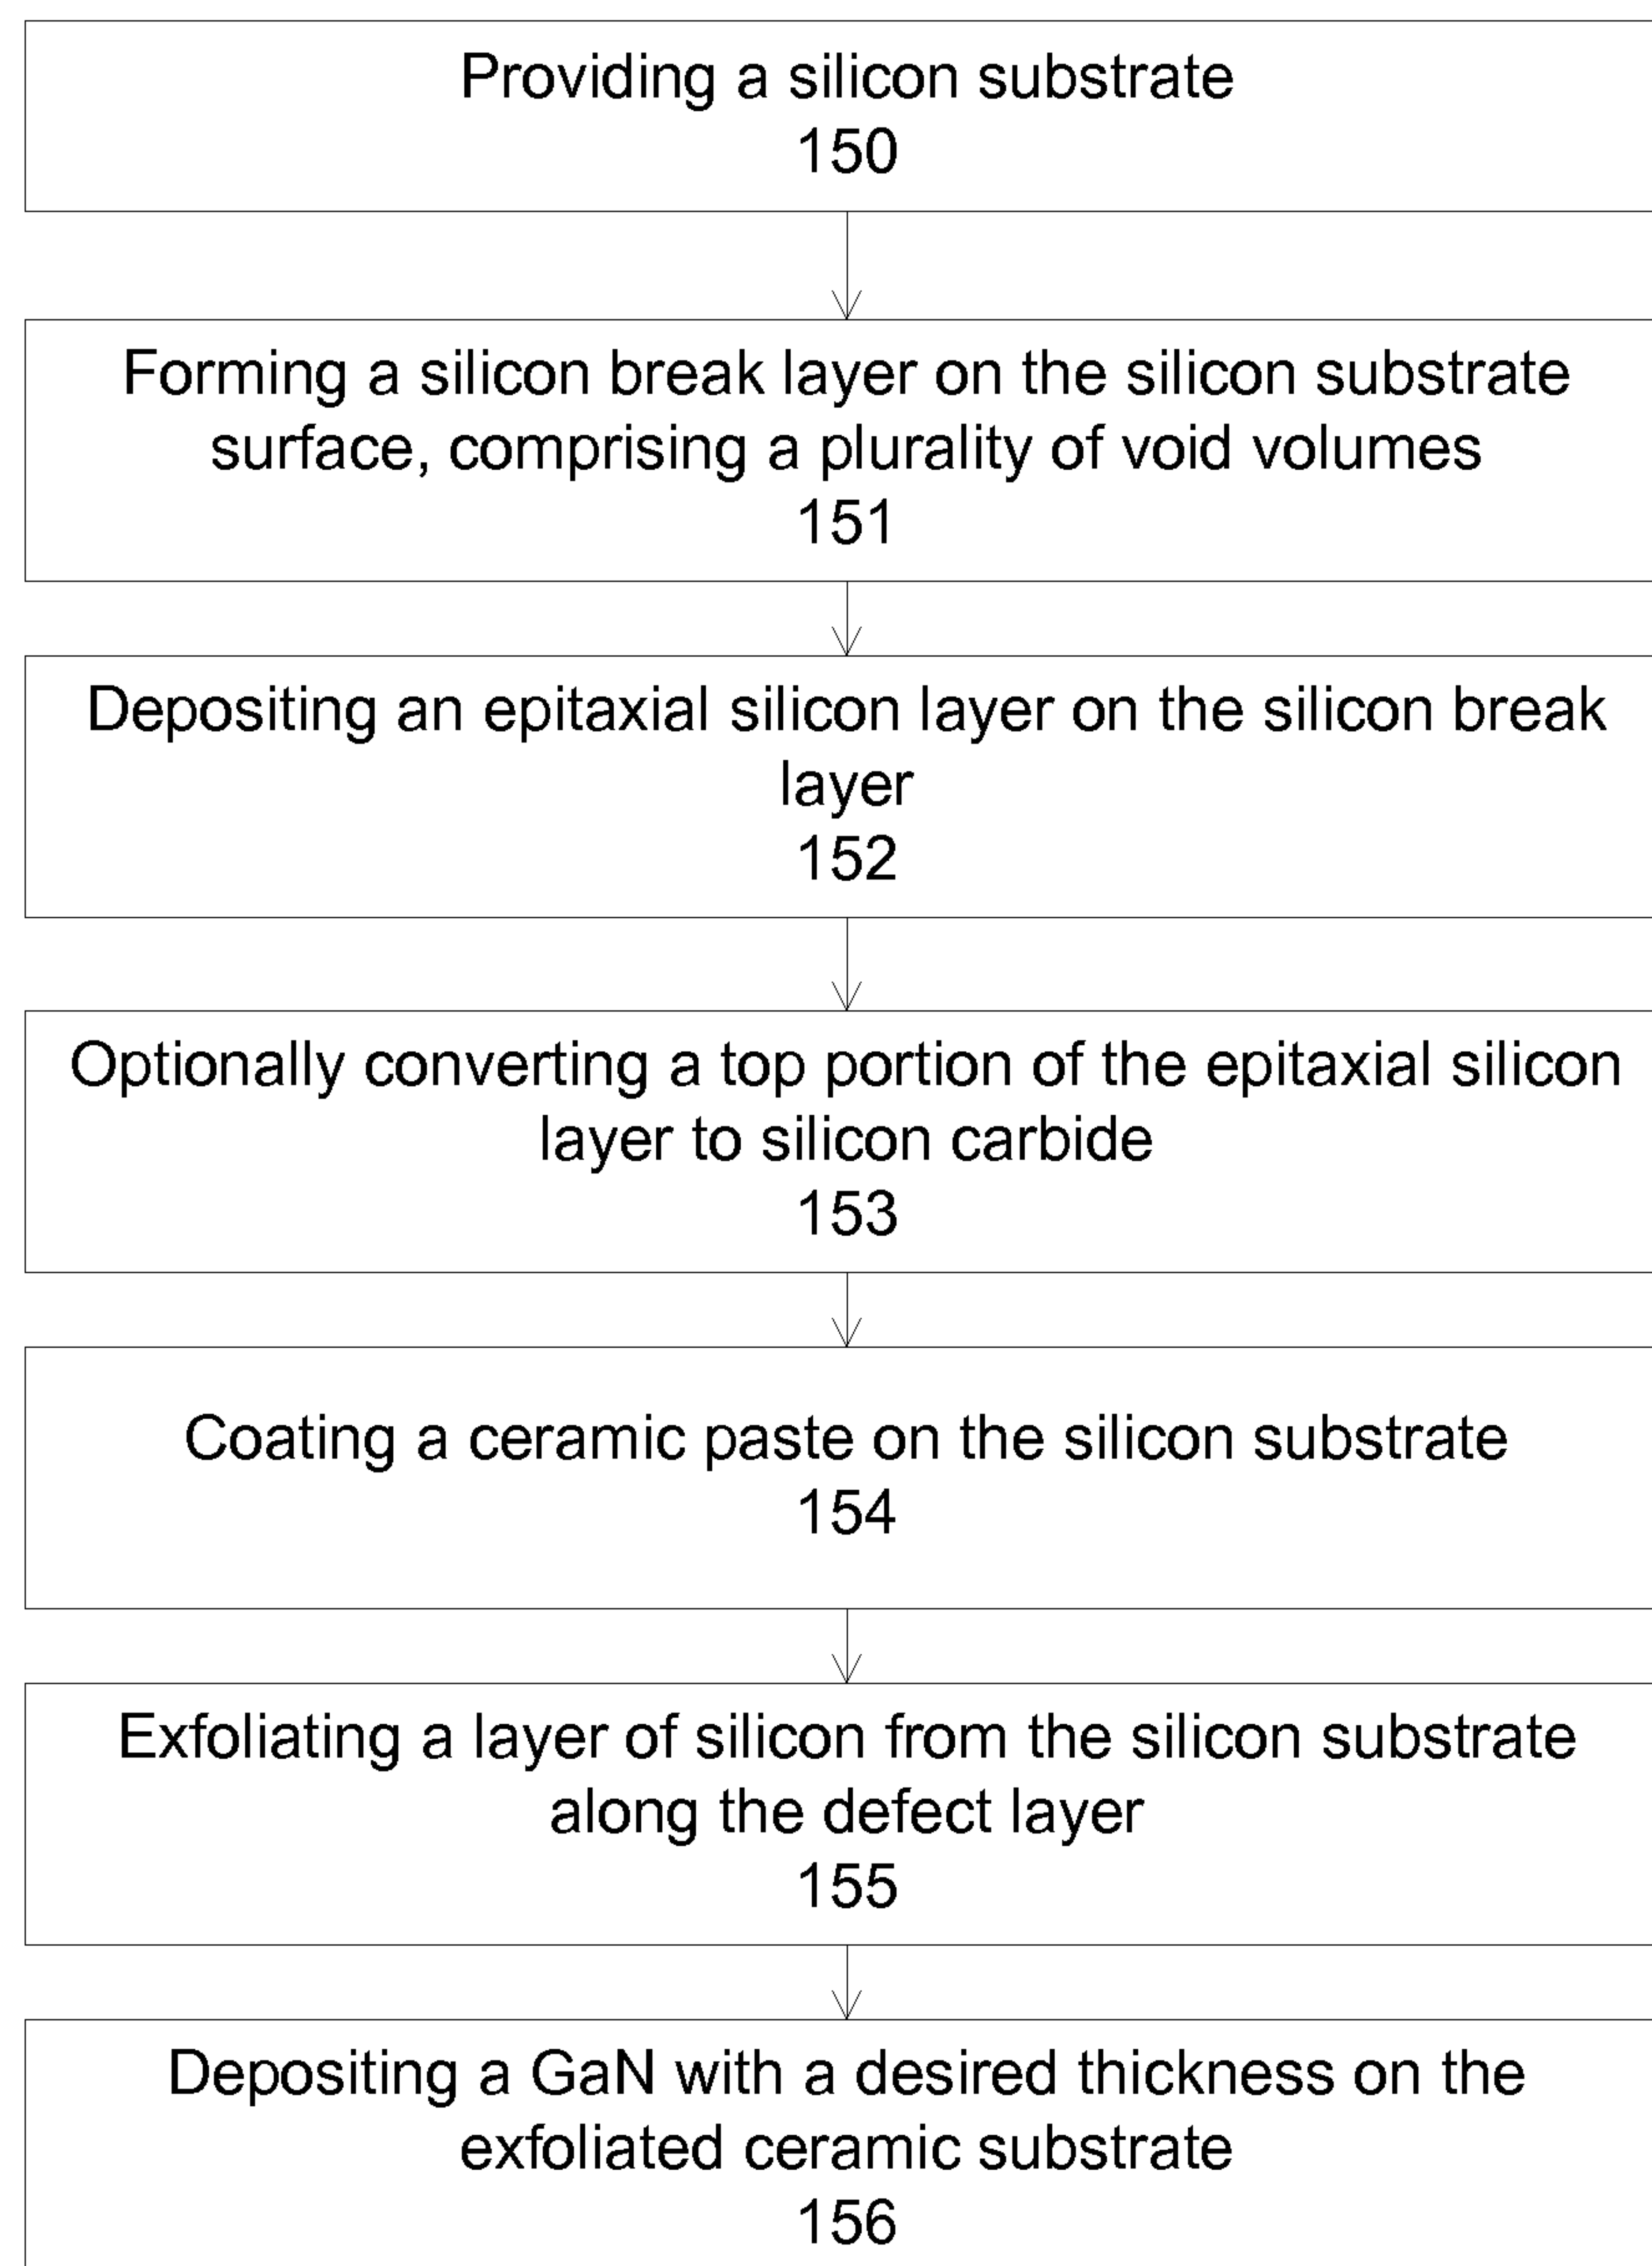 Providing a silicon substrate
150
Forming a silicon break layer on the silicon substrate
surface, comprising a plurality of void volumes
151
Depositing an epitaxial silicon layer on the silicon break
layer
152
Optionally converting a top portion of the epitaxial silicon
layer to silicon carbide
153
Coating a ceramic paste on the silicon substrate
154
Exfoliating a layer of silicon from the silicon substrate
along the defect layer
155
Depositing a GaN with a desired thickness on the
exfoliated ceramic substrate
156